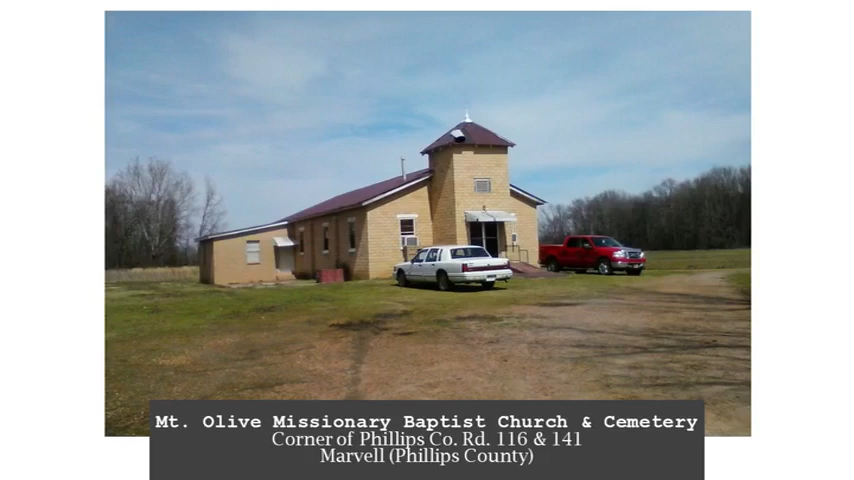 Mt. Olive Missionary Baptist Church & Cemetery
Corner of Phillips Co. Rd. 116 & 141
Marvell (Phillips County)